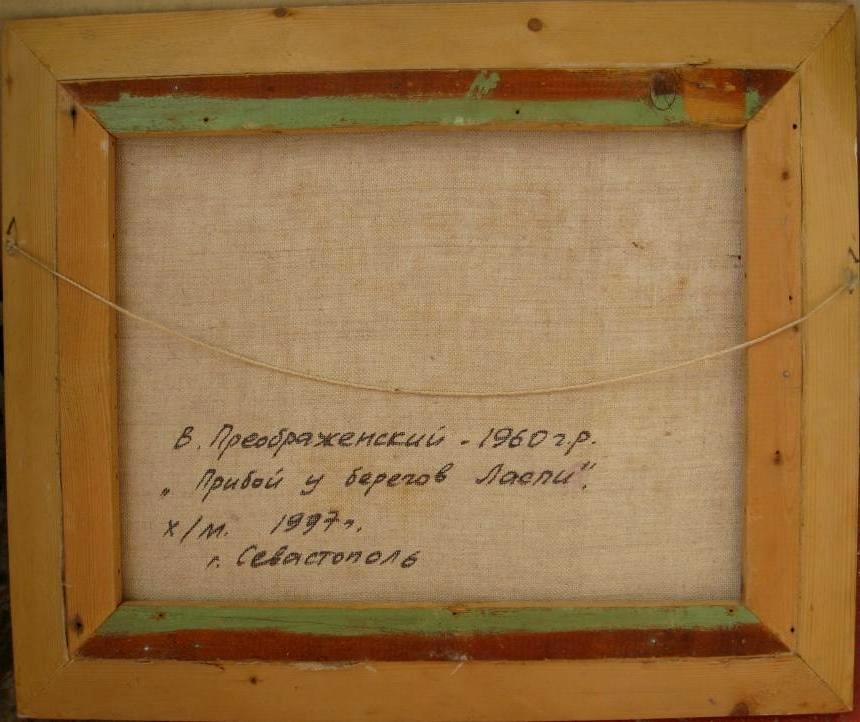 В. Преображенский - 1960 г.р.
„Прибой у берегов Ласпи".
х/м. 1997 г.
г. Севастополь